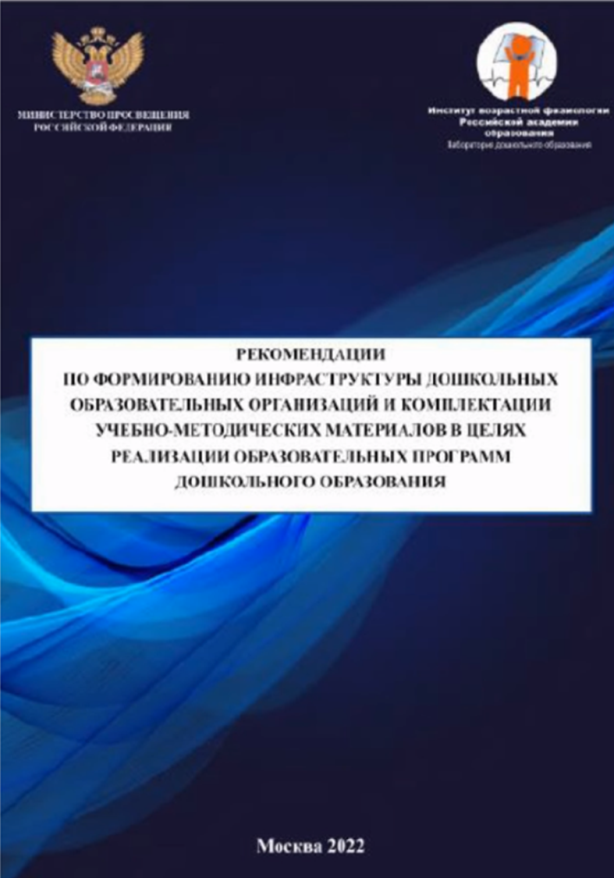 МИНИСТЕРСТВО ПРОСВЕЩЕНИЯ
РОССИЙСКОЙ ФЕДЕРАЦИИ
Институт возрастной физиологии
Российской академии
образования
Лаборатория дошкольного образования
РЕКОМЕНДАЦИИ
ПО ФОРМИРОВАНИЮ ИНФРАСТРУКТУРЫ ДОШКОЛЬНЫХ
ОБРАЗОВАТЕЛЬНЫХ ОРГАНИЗАЦИЙ И КОМПЛЕКТАЦИИ
УЧЕБНО-МЕТОДИЧЕСКИХ МАТЕРИАЛОВ В ЦЕЛЯХ
РЕАЛИЗАЦИИ ОБРАЗОВАТЕЛЬНЫХ ПРОГРАММ
ДОШКОЛЬНОГО ОБРАЗОВАНИЯ
Москва 2022